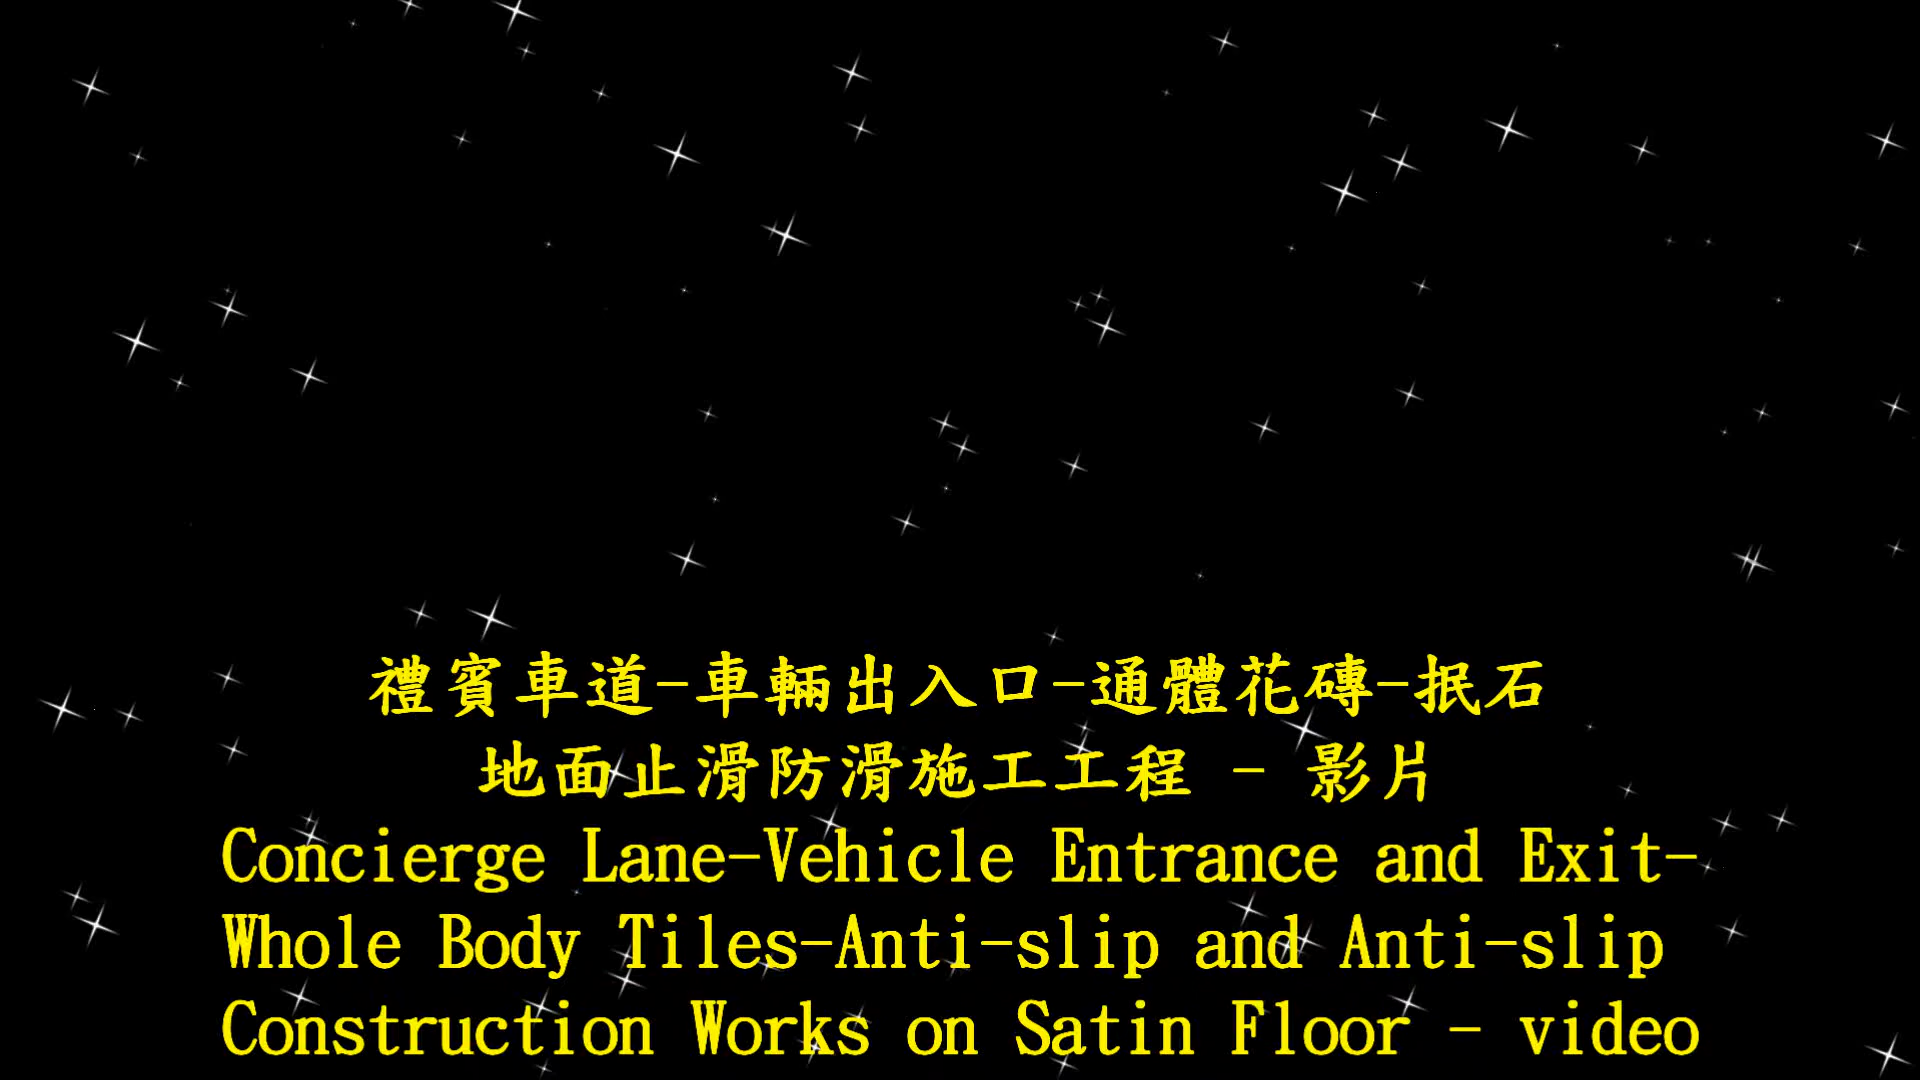 禮賓車道-車輛出入口-通體花磚-抿石
地面止滑防滑施工工程 - 影片
Concierge Lane-Vehicle Entrance and Exit-
Whole Body Tiles-Anti-slip and Anti-slip
Construction Works on Satin Floor - video